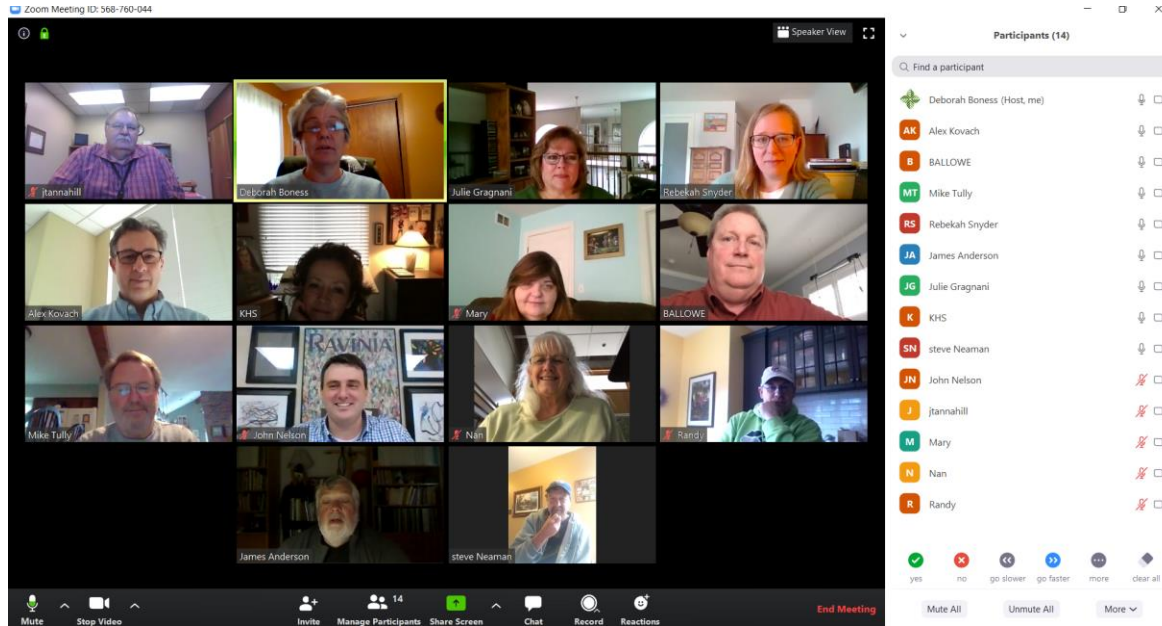 Zoom Meeting ID: 568-760-044
Speaker View
jtannahill
Deborah Boness
Julie Gragnani
Rebekah Snyder
Alex Kovach
KHS
Mary
BALLOWE
RAVINIA
Mike Tully
John Nelson
Nan
Randy
James Anderson
steve Neaman
Mute
Stop Video
Invite
14
Manage Participants
Share Screen
Chat
Record
Reactions
End Meeting
Participants (14)
Find a participant
Deborah Boness (Host, me)
AK Alex Kovach
B BALLOWE
MT Mike Tully
RS Rebekah Snyder
JA James Anderson
JG Julie Gragnani
K KHS
SN steve Neaman
JN John Nelson
J jtannahill
M Mary
N Nan
R Randy
yes no go slower go faster more clear all
Mute All Unmute All More